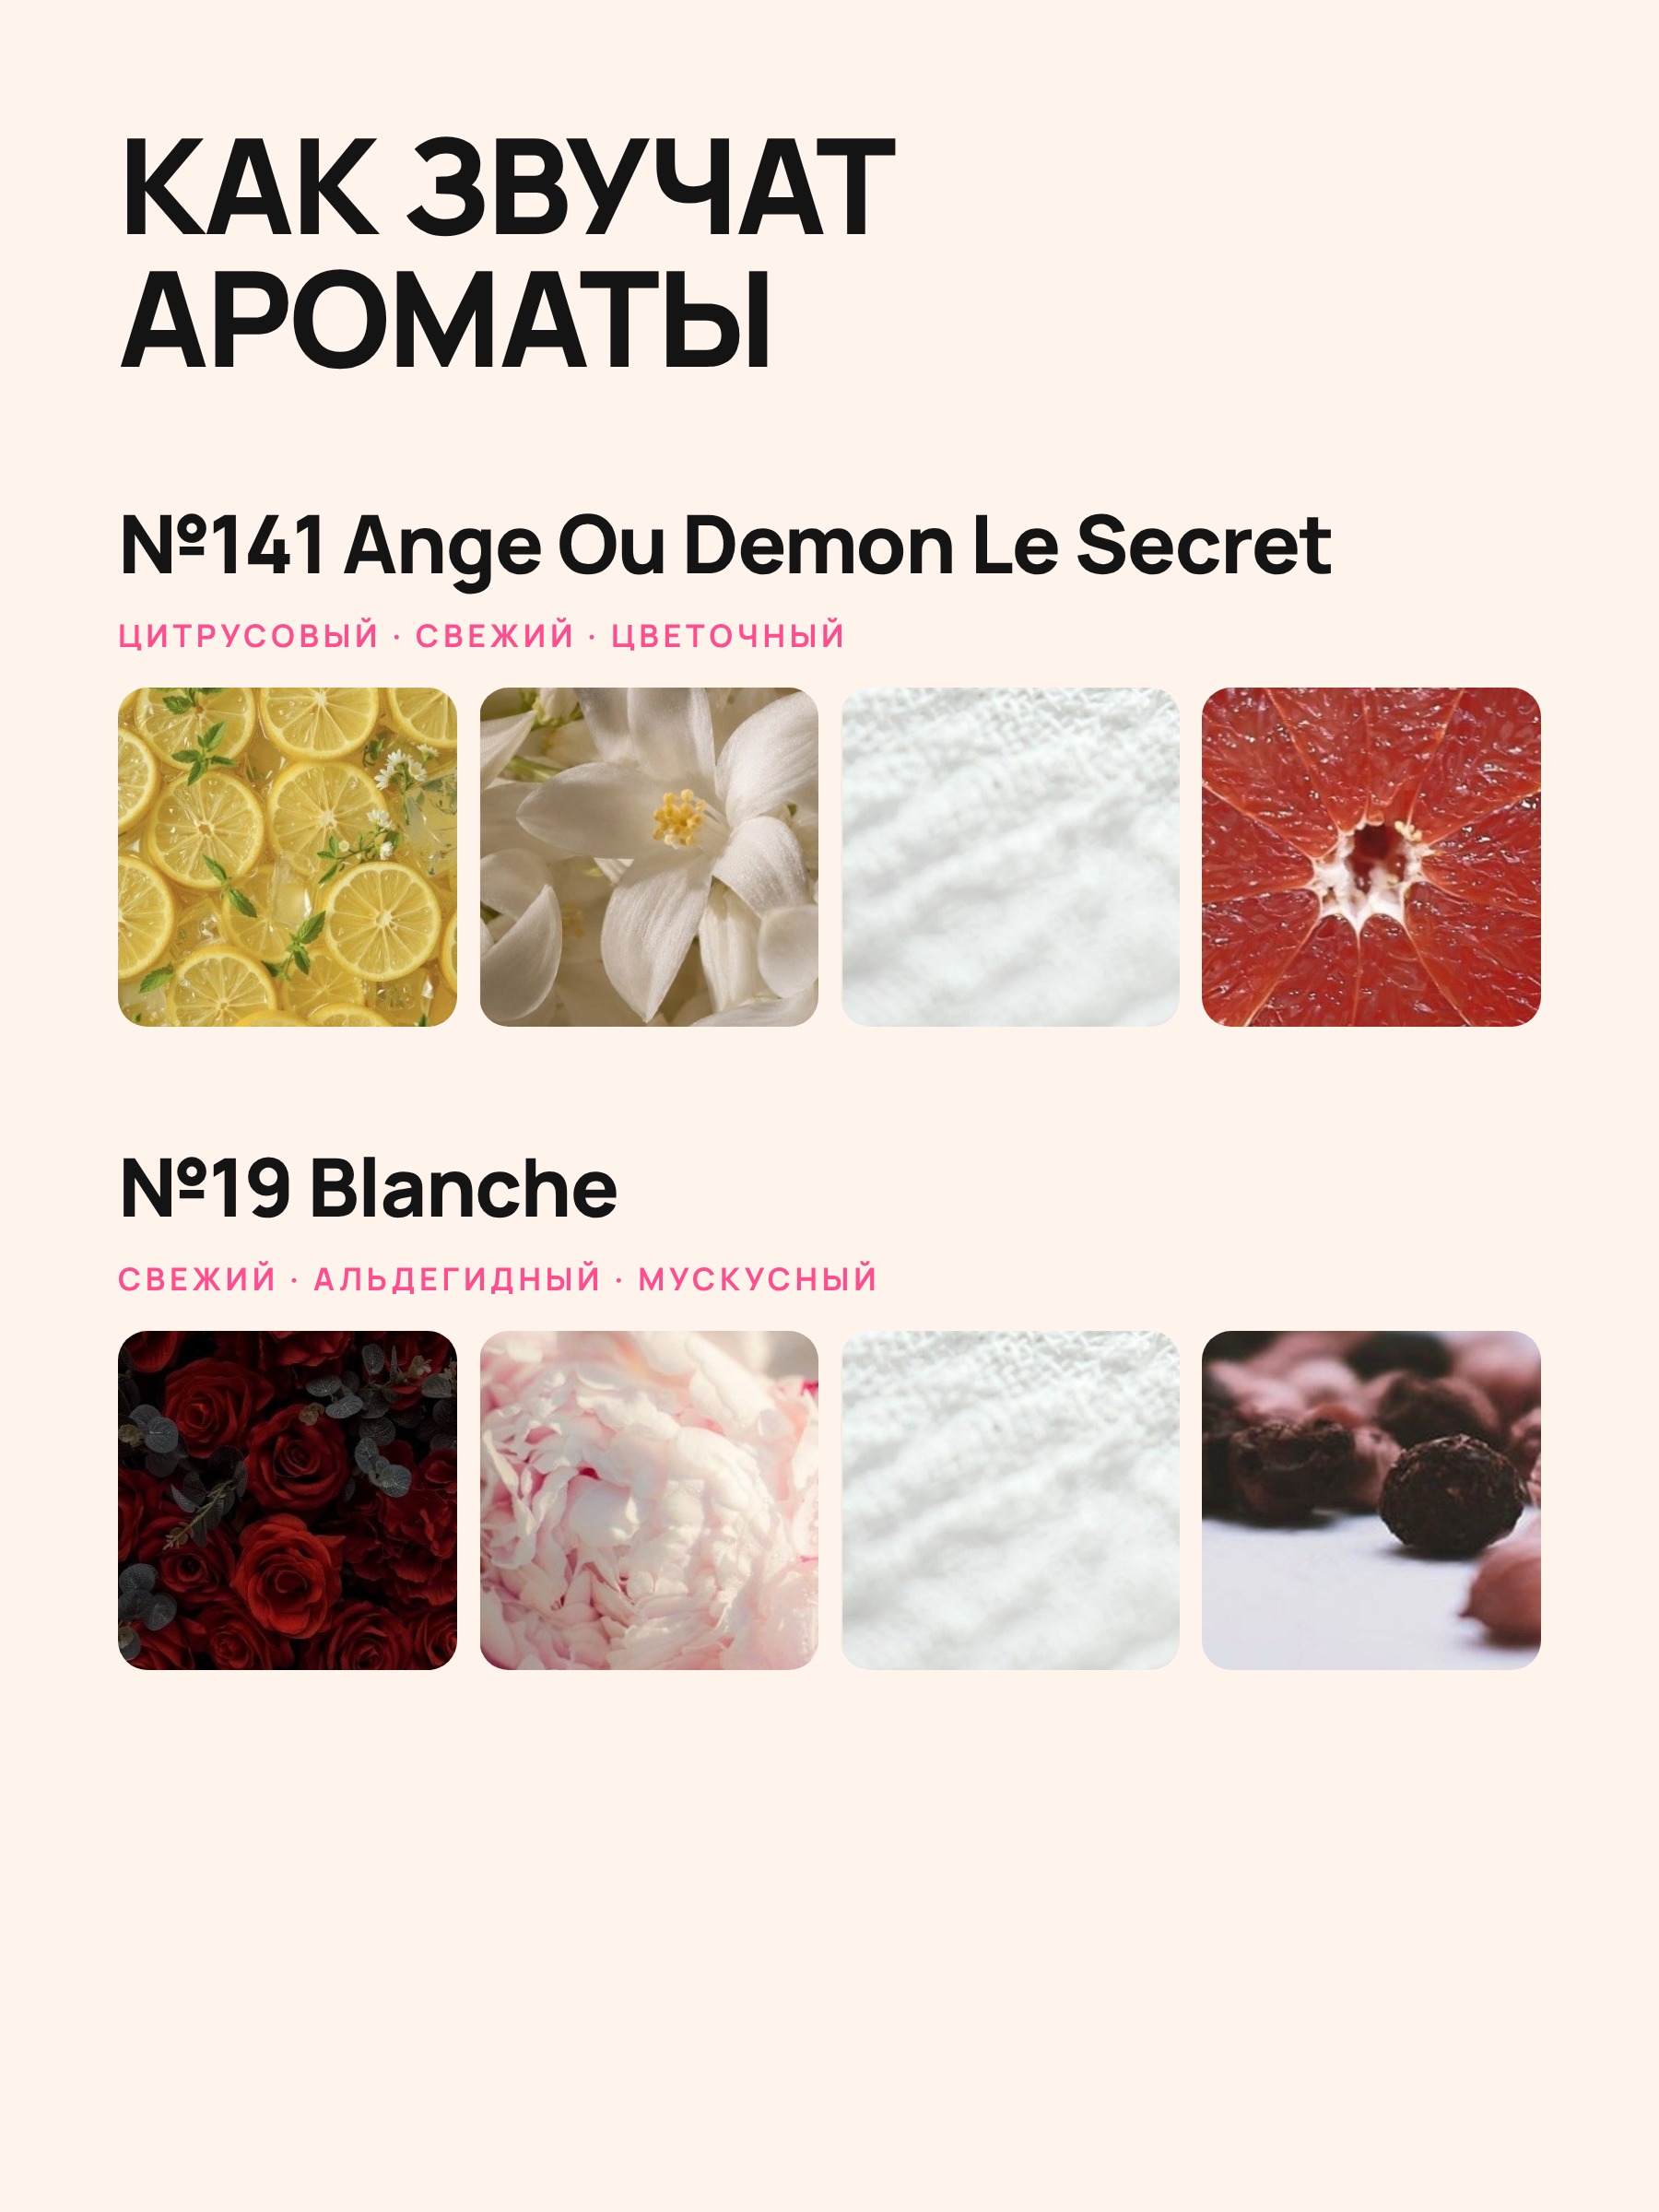 КАК ЗВУЧАТ
АРОМАТЫ
№141 Ange Ou Demon Le Secret
ЦИТРУСОВЫЙ · СВЕЖИЙ · ЦВЕТОЧНЫЙ
№19 Blanche
СВЕЖИЙ · АЛЬДЕГИДНЫЙ · МУСКУСНЫЙ